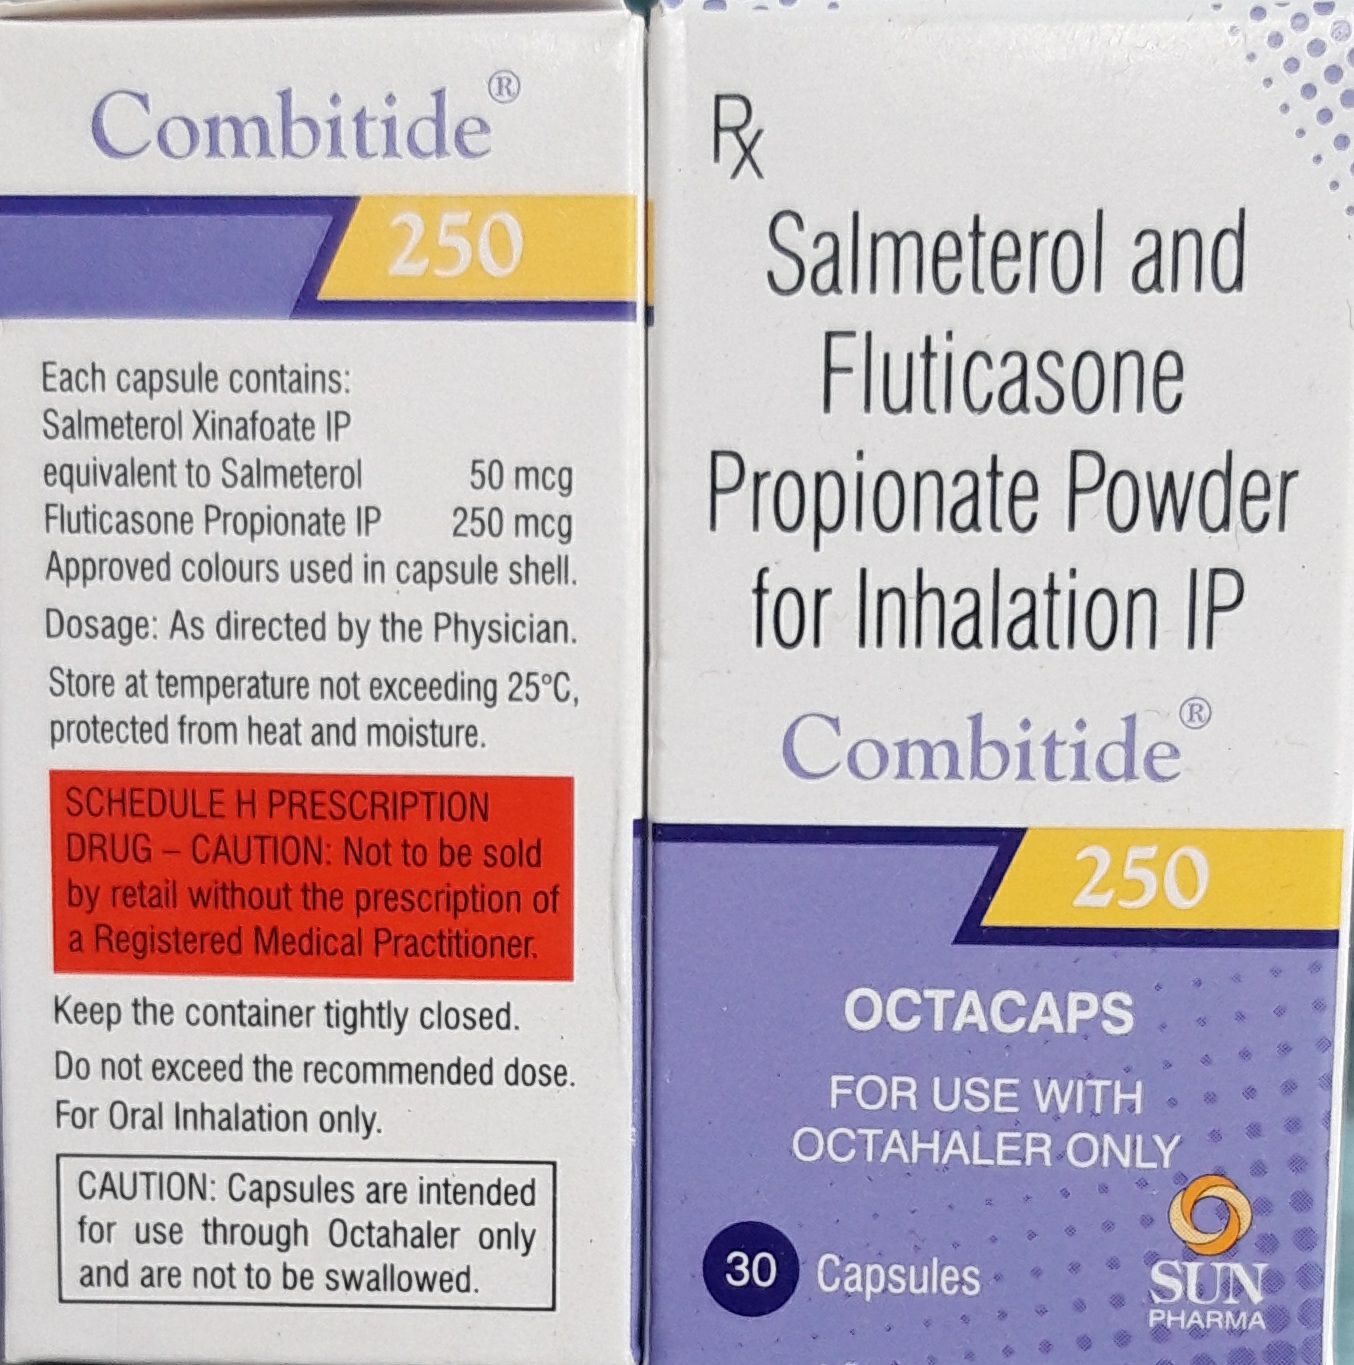 Combitide®
250
Each capsule contains:
Salmeterol Xinafoate IP
equivalent to Salmeterol 50 mcg
Fluticasone Propionate IP 250 mcg
Approved colours used in capsule shell.
Dosage: As directed by the Physician.
Store at temperature not exceeding 25°C,
protected from heat and moisture.
SCHEDULE H PRESCRIPTION
DRUG – CAUTION: Not to be sold
by retail without the prescription of
a Registered Medical Practitioner.
Keep the container tightly closed.
Do not exceed the recommended dose.
For Oral Inhalation only.
CAUTION: Capsules are intended
for use through Octahaler only
and are not to be swallowed.
Rx
Salmeterol and
Fluticasone
Propionate Powder
for Inhalation IP
Combitide®
250
OCTACAPS
FOR USE WITH
OCTAHALER ONLY
30 Capsules
SUN
PHARMA